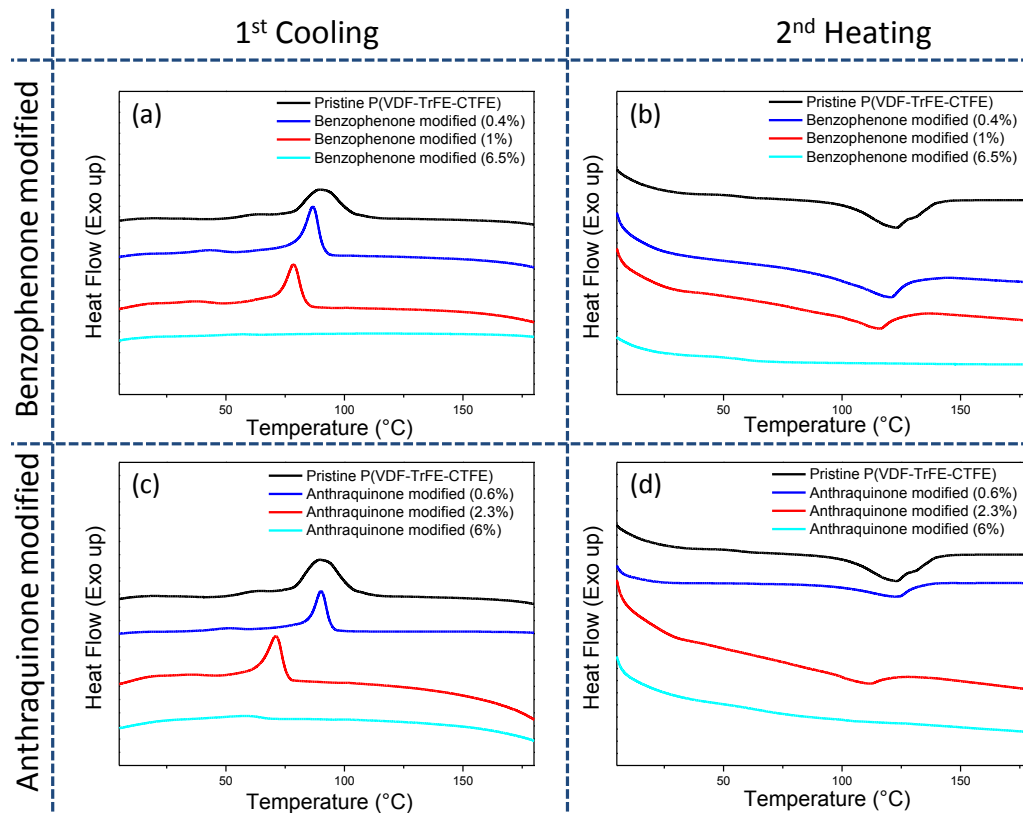 1st Cooling
2nd Heating
Benzophenone modified
(a)
Pristine P(VDF-TrFE-CTFE)
Benzophenone modified (0.4%)
Benzophenone modified (1%)
Benzophenone modified (6.5%)
Heat Flow (Exo up)
50
100
150
Temperature (°C)
(b)
Pristine P(VDF-TrFE-CTFE)
Benzophenone modified (0.4%)
Benzophenone modified (1%)
Benzophenone modified (6.5%)
Heat Flow (Exo up)
50
100
150
Temperature (°C)
Anthraquinone modified
(c)
Pristine P(VDF-TrFE-CTFE)
Anthraquinone modified (0.6%)
Anthraquinone modified (2.3%)
Anthraquinone modified (6%)
Heat Flow (Exo up)
50
100
150
Temperature (°C)
(d)
Pristine P(VDF-TrFE-CTFE)
Anthraquinone modified (0.6%)
Anthraquinone modified (2.3%)
Anthraquinone modified (6%)
Heat Flow (Exo up)
50
100
150
Temperature (°C)